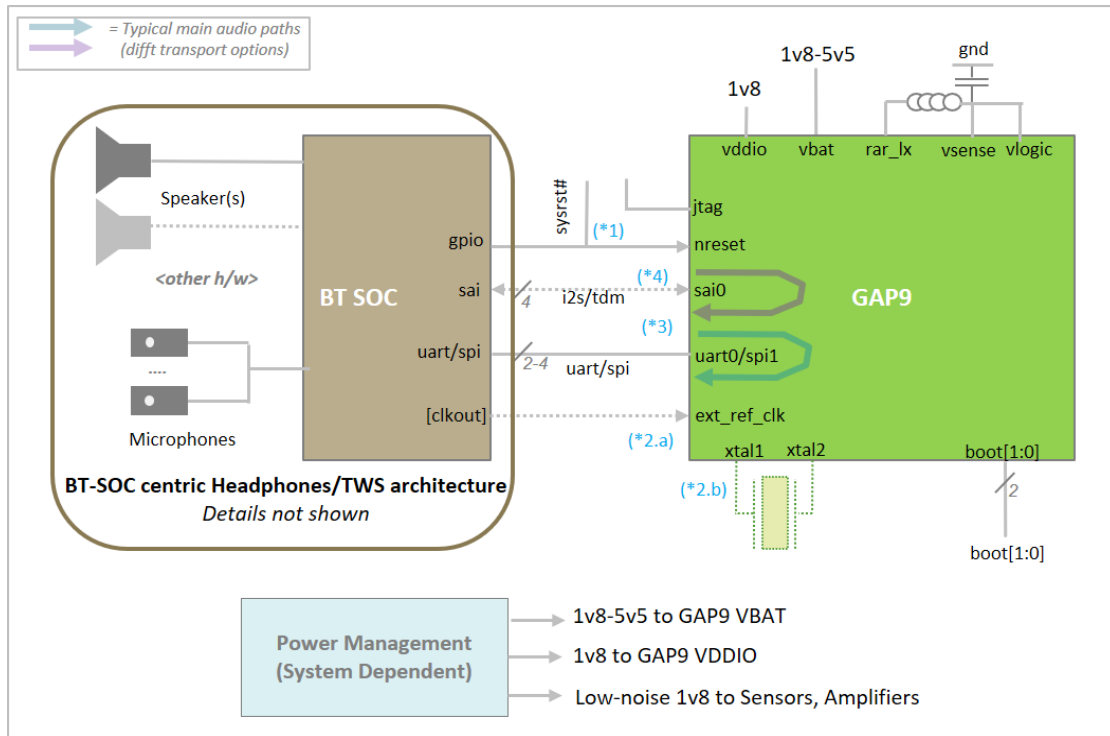 = Typical main audio paths
(difft transport options)
gnd
1v8-5v5
1v8
vddio
vbat
rar_lx
vsense
vlogic
Speaker(s)
<other h/w>
....
Microphones
BT SOC
gpio
sai
uart/spi
[clkout]
BT-SOC centric Headphones/TWS architecture
Details not shown
sysrst#
(*1)
(*4)
4
i2s/tdm
(*3)
2-4
uart/spi
(*2.a)
jtag
nreset
sai0
GAP9
uart0/spi1
ext_ref_clk
xtal1
xtal2
boot[1:0]
(*2.b)
2
boot[1:0]
Power Management
(System Dependent)
1v8-5v5 to GAP9 VBAT
1v8 to GAP9 VDDIO
Low-noise 1v8 to Sensors, Amplifiers